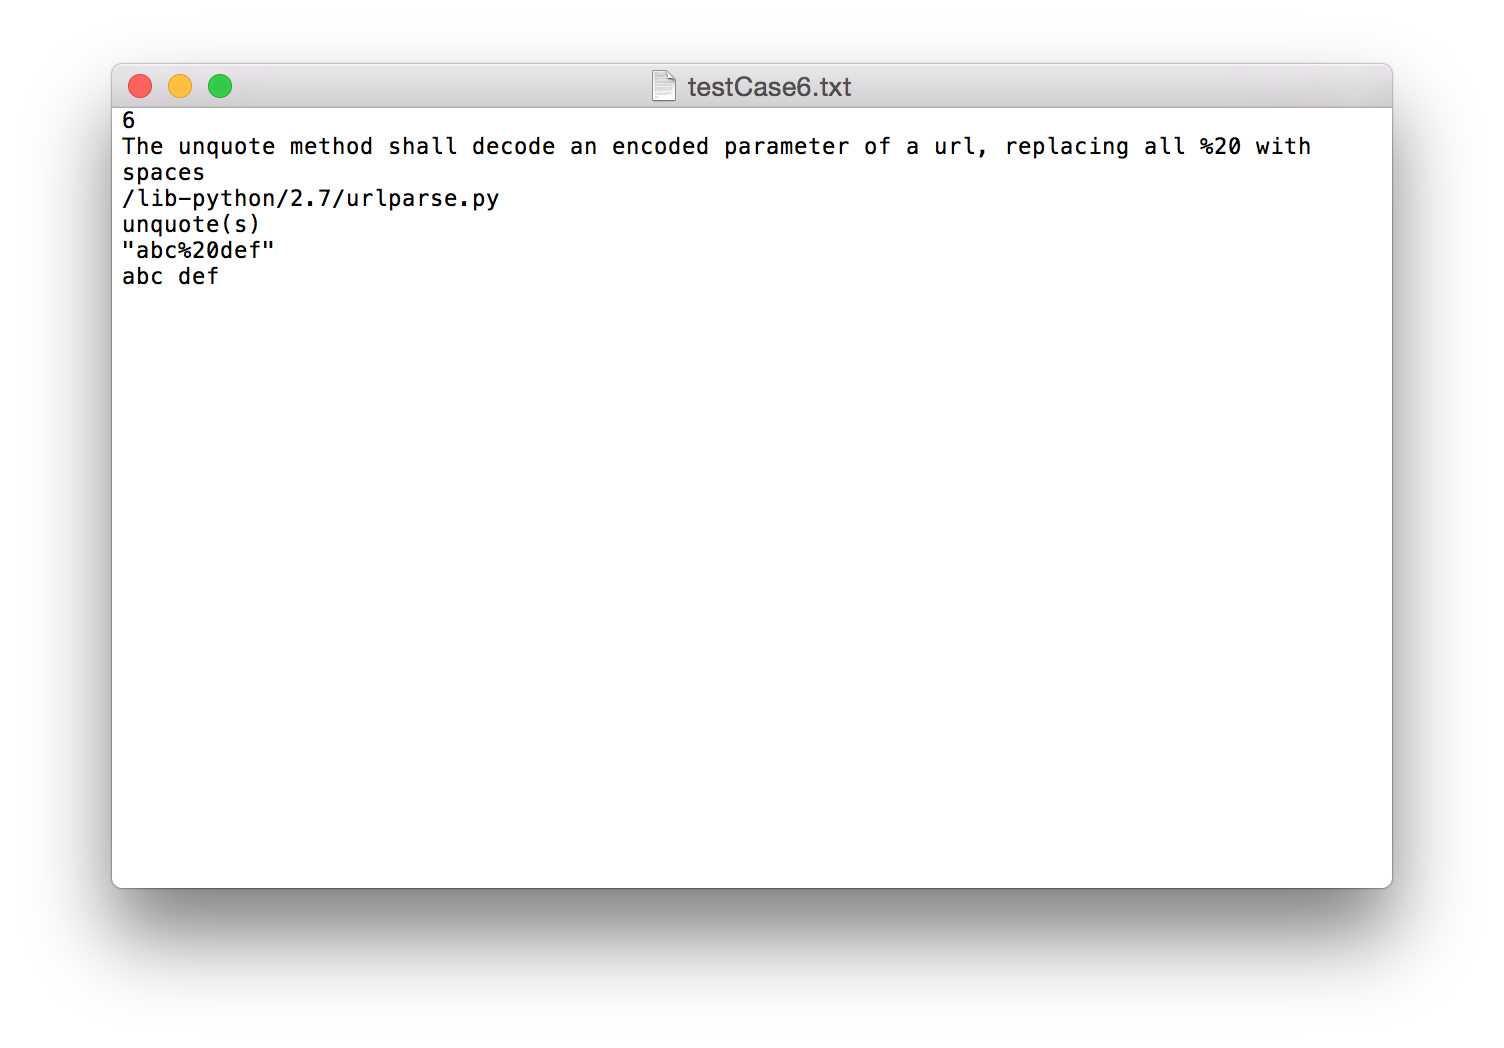 testCase6.txt
6
The unquote method shall decode an encoded parameter of a url, replacing all %20 with
spaces
/lib-python/2.7/urlparse.py
unquote(s)
"abc%20def"
abc def